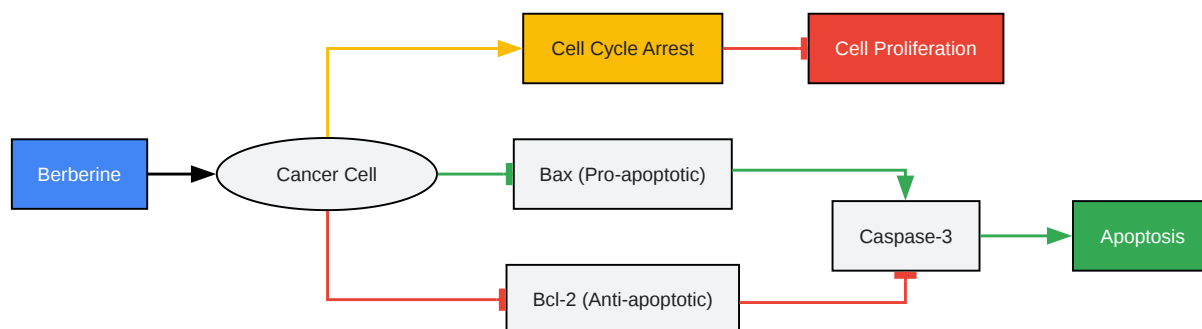 Cell Cycle Arrest
Cell Proliferation
Berberine
Cancer Cell
Bax (Pro-apoptotic)
Caspase-3
Apoptosis
Bcl-2 (Anti-apoptotic)